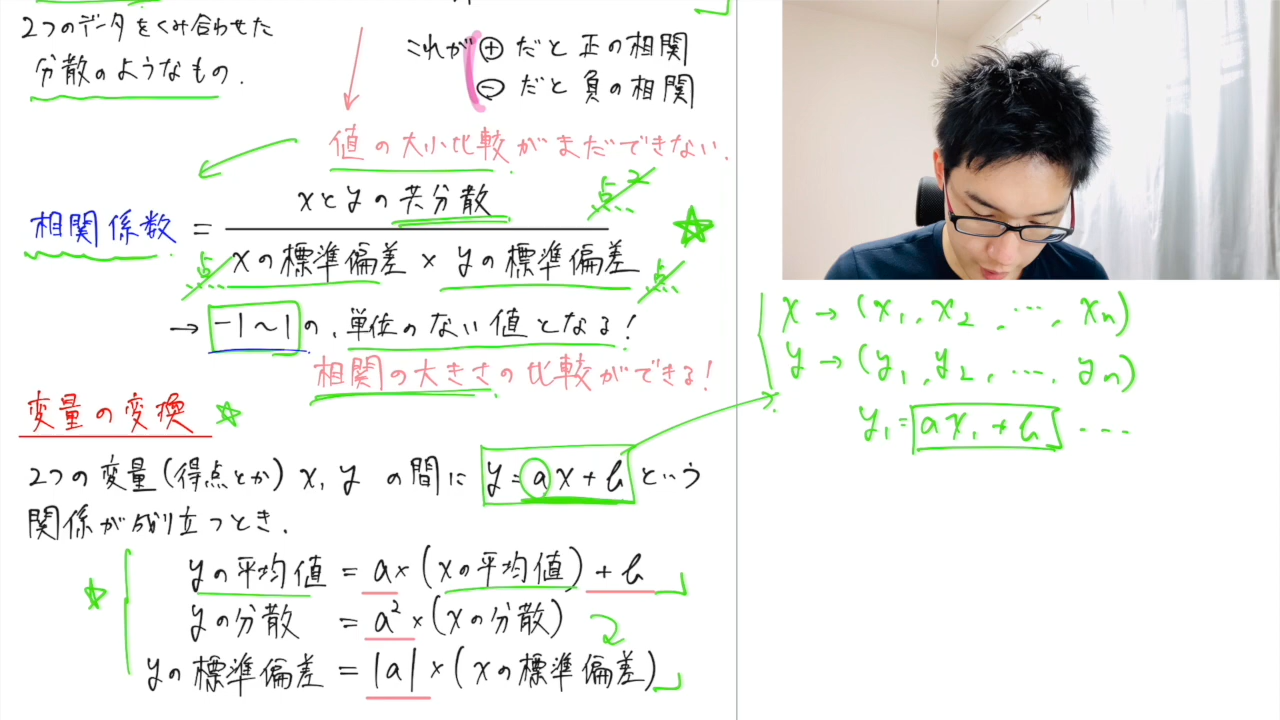 2つのデータをくみ合わせた
分散のようなもの.
これが⊕だと正の相関
⊖だと負の相関
値の大小比較がまだできない.
xとyの共分散
点²
相関係数 =
点 xの標準偏差 × yの標準偏差 点
→ -1〜1の、単位のない値となる!
相関の大きさの比較ができる!
変量の変換
2つの変量(得点とか) x, y の間に y=ax+b という
関係が成り立つとき.
yの平均値 = a×(xの平均値)+b
yの分散 = a²×(xの分散)
yの標準偏差 = |a|×(xの標準偏差)
x → (x₁, x₂, ..., xn)
y → (y₁, y₂, ..., yn)
y₁=ax₁+b ...